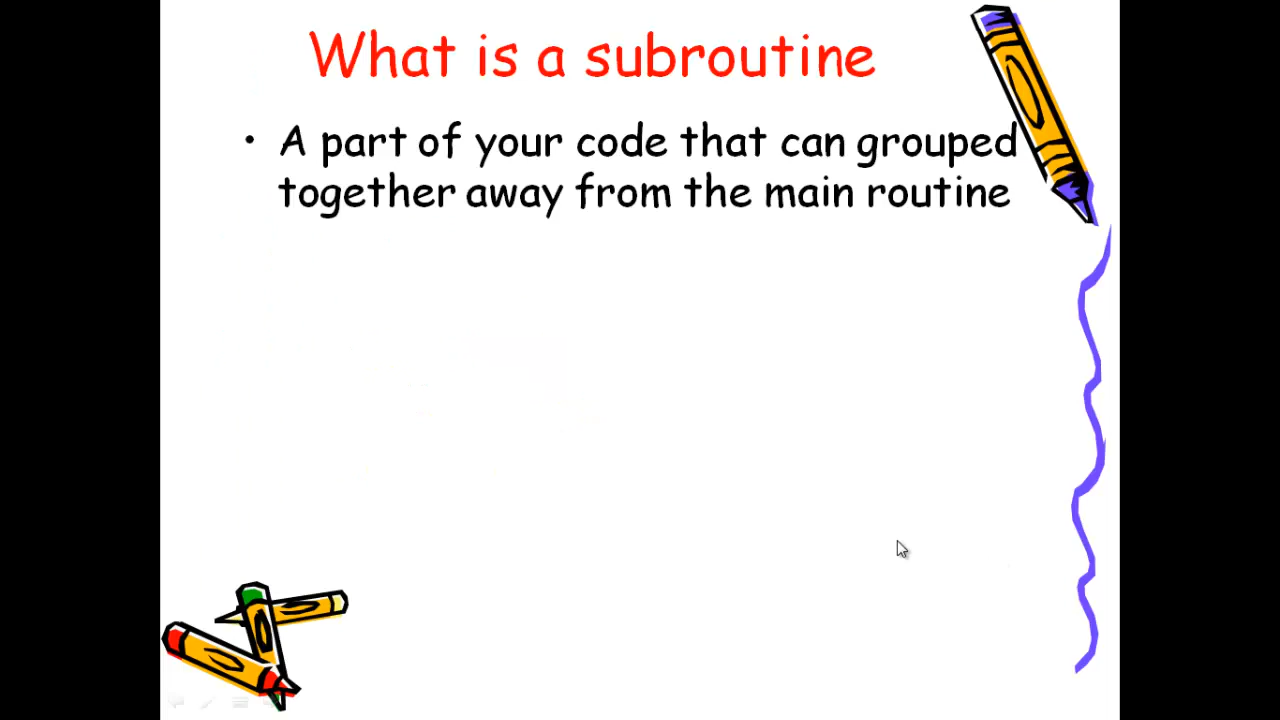 What is a subroutine
• A part of your code that can grouped
together away from the main routine